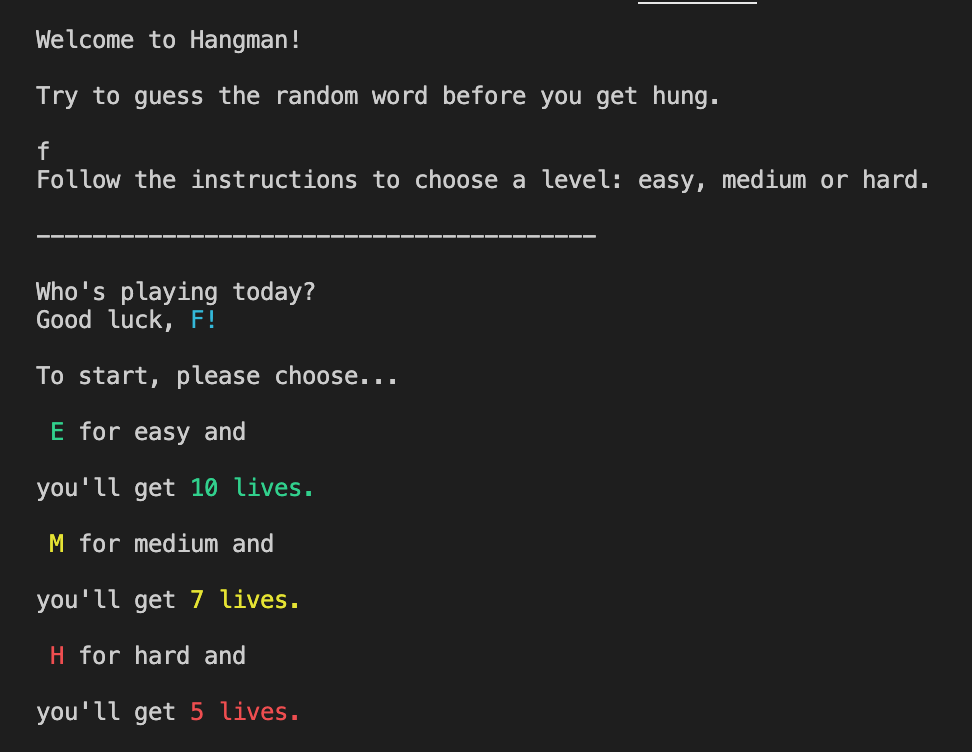 Welcome to Hangman!
Try to guess the random word before you get hung.
f
Follow the instructions to choose a level: easy, medium or hard.
________________________________________
Who's playing today?
Good luck, F!
To start, please choose...
E for easy and
you'll get 10 lives.
M for medium and
you'll get 7 lives.
H for hard and
you'll get 5 lives.